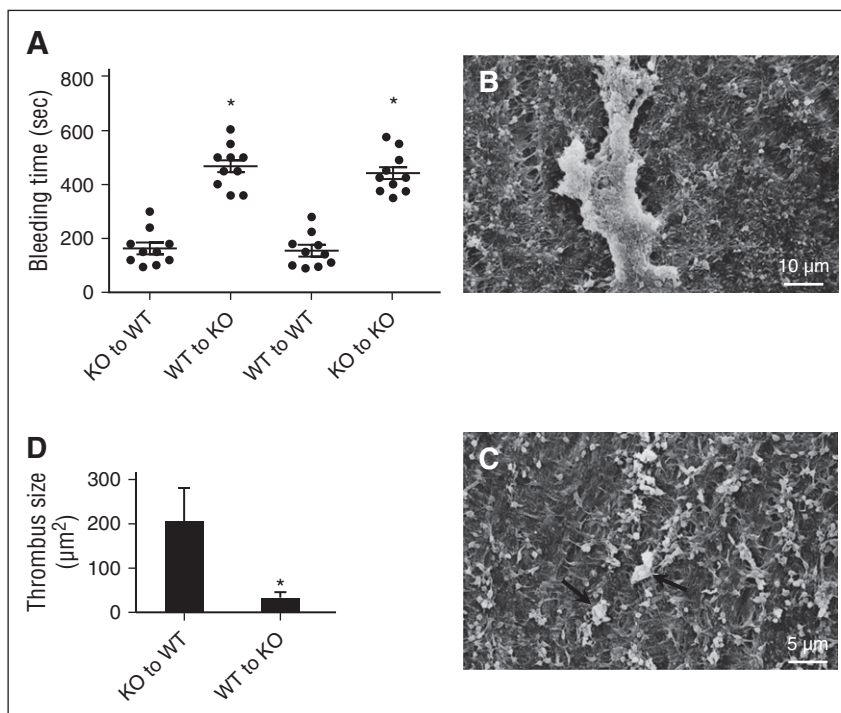 A
Bleeding time (sec)
800
600
400
200
0
*
*
KO to WT
WT to KO
WT to WT
KO to KO
B
10 µm
D
Thrombus size
(µm²)
300
200
100
0
*
KO to WT
WT to KO
C
5 µm